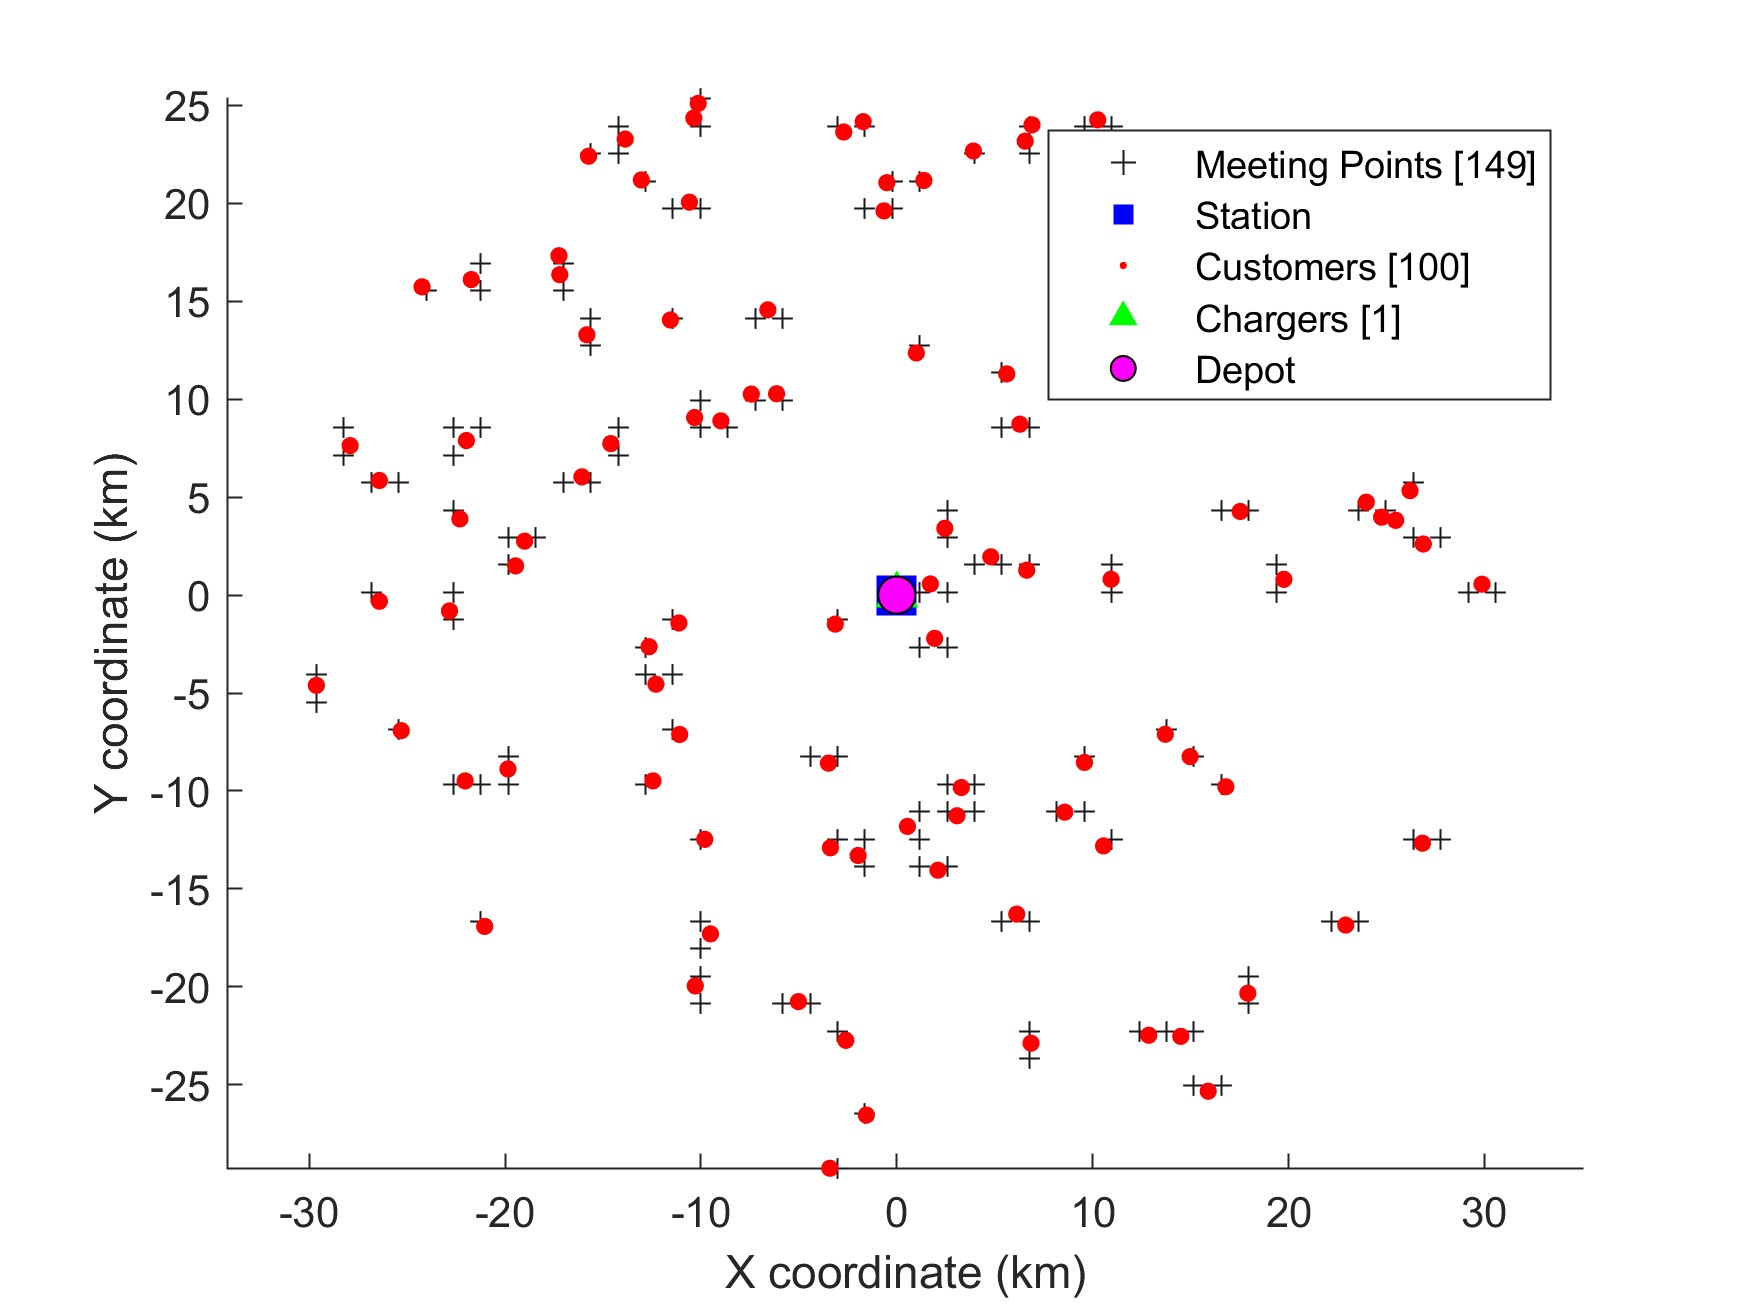 25
20
15
10
5
0
-5
-10
-15
-20
-25
Y coordinate (km)
Meeting Points [149]
Station
Customers [100]
Chargers [1]
Depot
-30 -20 -10 0 10 20 30
X coordinate (km)